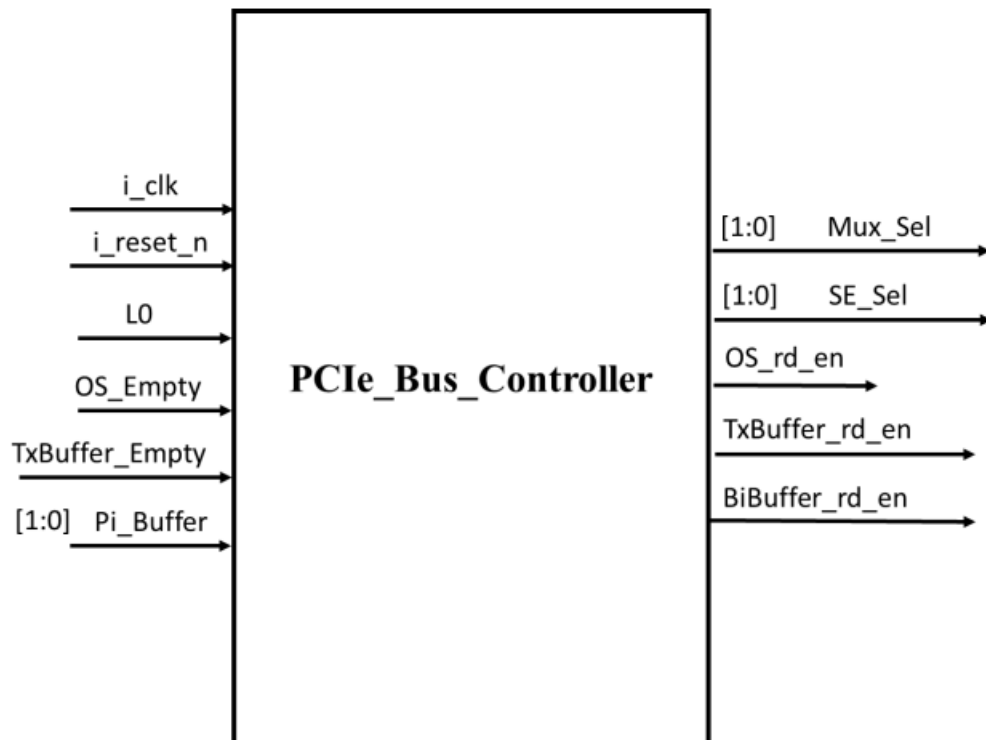 i_clk
i_reset_n
L0
OS_Empty
TxBuffer_Empty
[1:0] Pi_Buffer
PCIe_Bus_Controller
[1:0] Mux_Sel
[1:0] SE_Sel
OS_rd_en
TxBuffer_rd_en
BiBuffer_rd_en